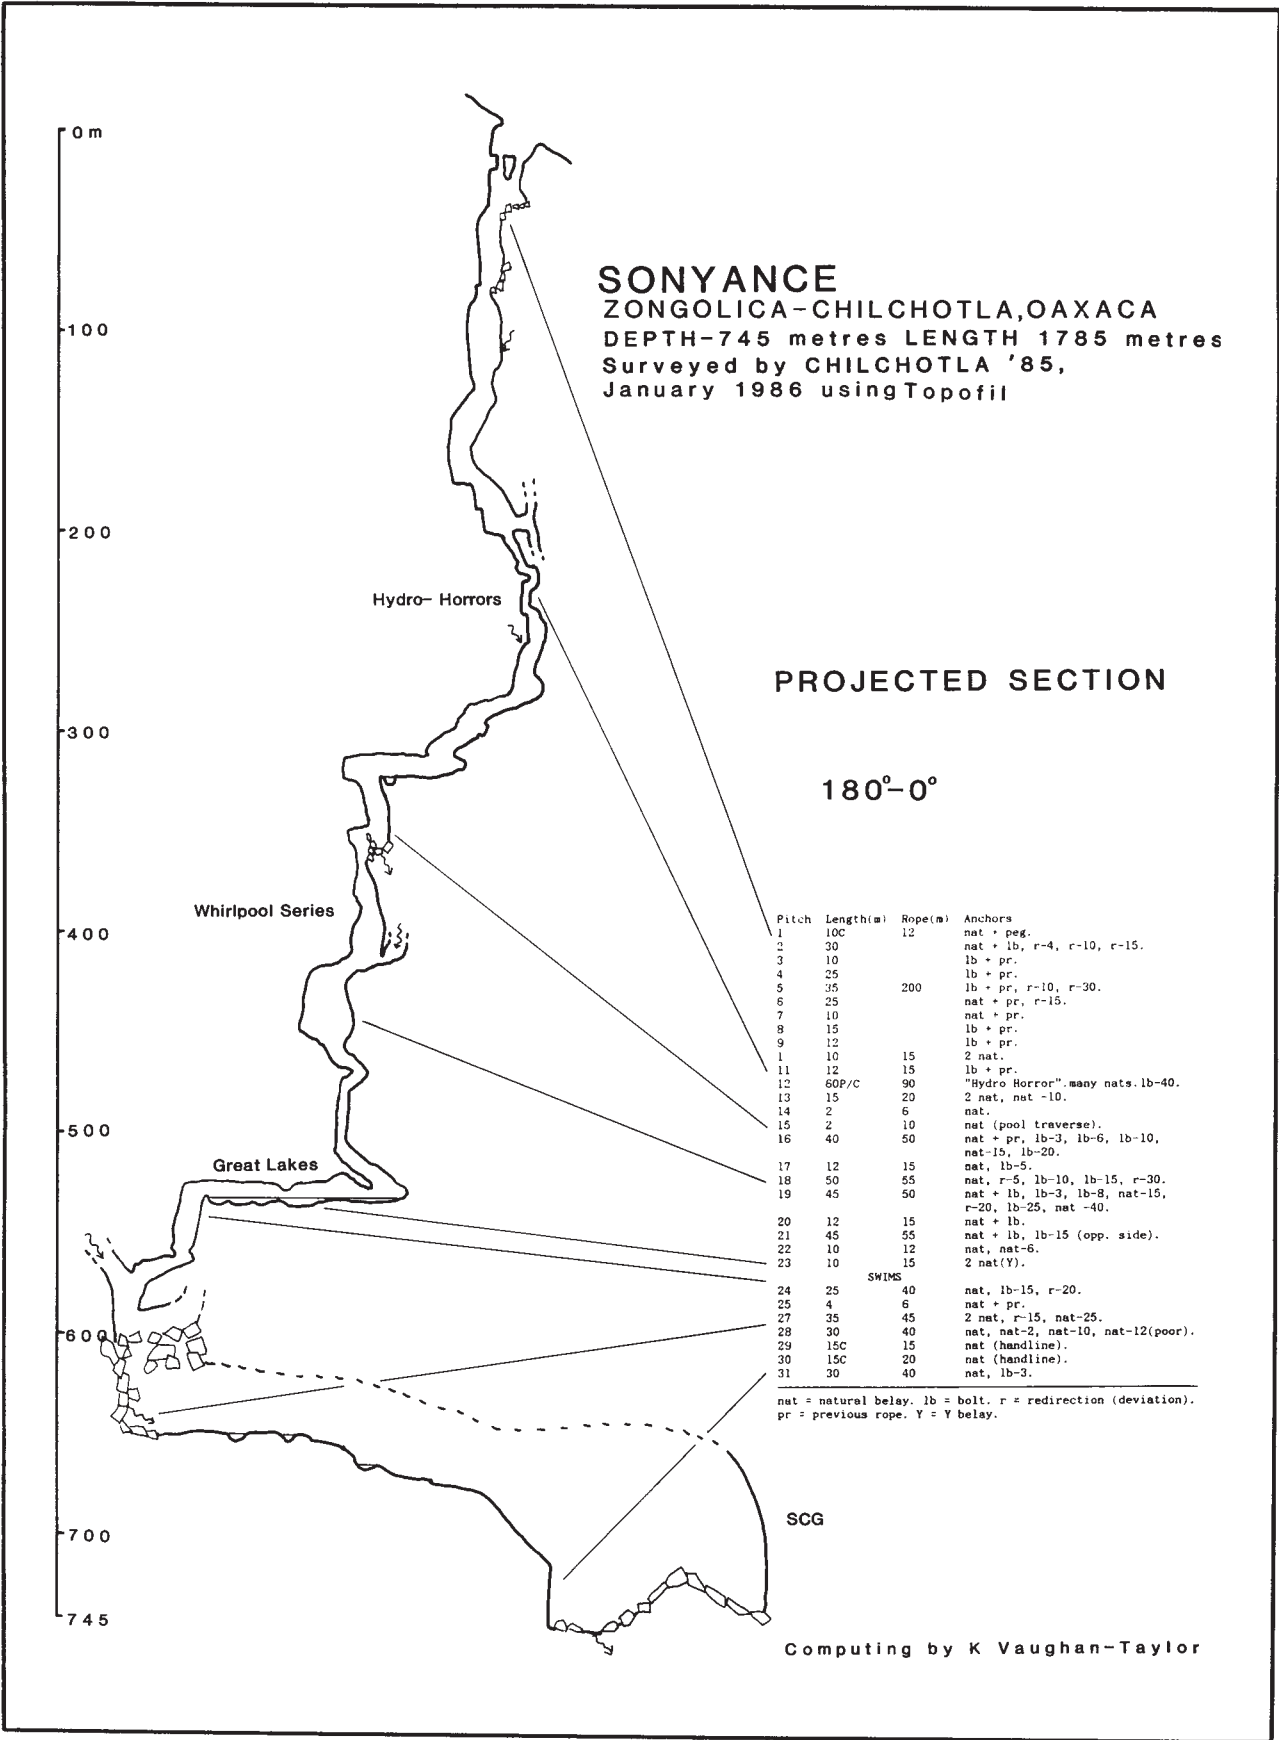 0m
SONYANCE
ZONGOLICA-CHILCHOTLA,OAXACA
DEPTH-745 metres LENGTH 1785 metres
Surveyed by CHILCHOTLA '85,
January 1986 using Topofil
100
200
Hydro- Horrors
PROJECTED SECTION
300
180°-0°
Whirlpool Series
400
500
Great Lakes
600
700
745
SCG
Pitch Length(m) Rope(m) Anchors
1 10C 12 nat + peg.
2 30 nat + lb, r-4, r-10, r-15.
3 10 lb + pr.
4 25 lb + pr.
5 35 200 lb + pr, r-10, r-30.
6 25 nat + pr, r-15.
7 10 nat + pr.
8 15 lb + pr.
9 12 lb + pr.
1 10 15 2 nat.
11 12 15 lb + pr.
12 60P/C 90 "Hydro Horror".many nats.lb-40.
13 15 20 2 nat, nat -10.
14 2 6 nat.
15 2 10 nat (pool traverse).
16 40 50 nat + pr, lb-3, lb-6, lb-10,
nat-15, lb-20.
17 12 15 nat, lb-5.
18 50 55 nat, r-5, lb-10, lb-15, r-30.
19 45 50 nat + lb, lb-3, lb-8, nat-15,
r-20, lb-25, nat -40.
20 12 15 nat + lb.
21 45 55 nat + lb, lb-15 (opp. side).
22 10 12 nat, nat-6.
23 10 15 2 nat(Y).
SWIMS
24 25 40 nat, lb-15, r-20.
25 4 6 nat + pr.
27 35 45 2 nat, r-15, nat-25.
28 30 40 nat, nat-2, nat-10, nat-12(poor).
29 15C 15 nat (handline).
30 15C 20 nat (handline).
31 30 40 nat, lb-3.
nat = natural belay. lb = bolt. r = redirection (deviation).
pr = previous rope. Y = Y belay.
Computing by K Vaughan-Taylor